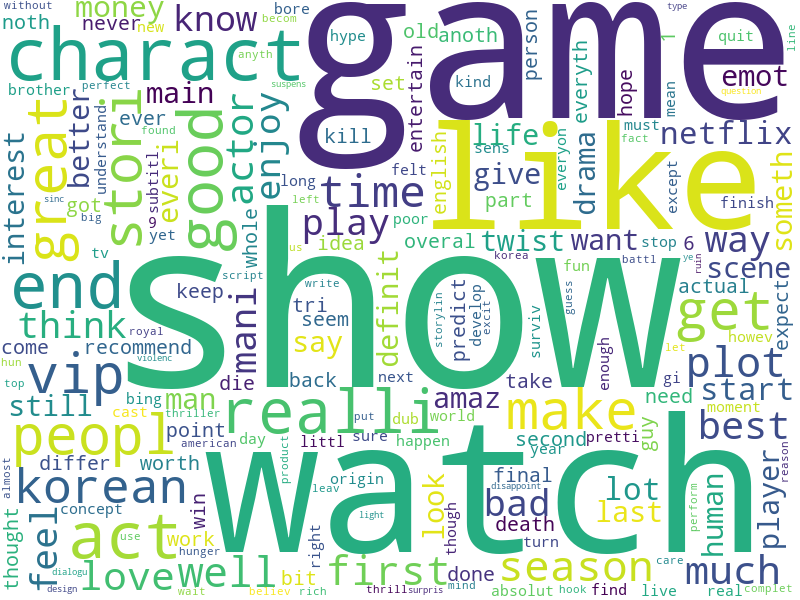 without
type
money
becom
bore
noth
never
new
know
brother
perfect
anyth
suspens
hype
old
anoth
game
quit
line
charact
set
entertain
person
kind
everyth
hope
mean
1
emot
question
main
ever
better
understand
kill
like
life
sens
everyon
must
fact
netflix
interest
great
stori
found
good
actor
enjoy
long
felt
english
give
drama
except
someth
everi
subtitl
got
big
9
yet
sinc
tv
time
left
part
finish
play
poor
whole
us
idea
overal
twist
want
stop
6
way
end
show
script
write
korea
battl
ye
ruin
fun
scene
mani
keep
definit
tri
seem
storylin
predict
develop
excit
surviv
guess
actual
expect
think
royal
say
get
howev
come
recommend
violenc
hun
vip
die
back
next
take
enough
let
gi
plot
start
top
bing
man
realli
amaz
need
moment
still
cast
thriller
put
dub
world
make
best
peopl
point
american
day
littl
sure
happen
second
pretti
guy
year
reason
almost
differ
worth
product
watch
final
look
lot
player
korean
concept
win
leav
origin
disappoint
bad
last
human
perform
thought
feel
act
use
work
light
though
death
turn
hunger
right
season
care
much
dialogu
love
well
bit
first
done
mind
absolut
hook
find
live
real
complet
design
wait
believ
rich
thrill
surpris